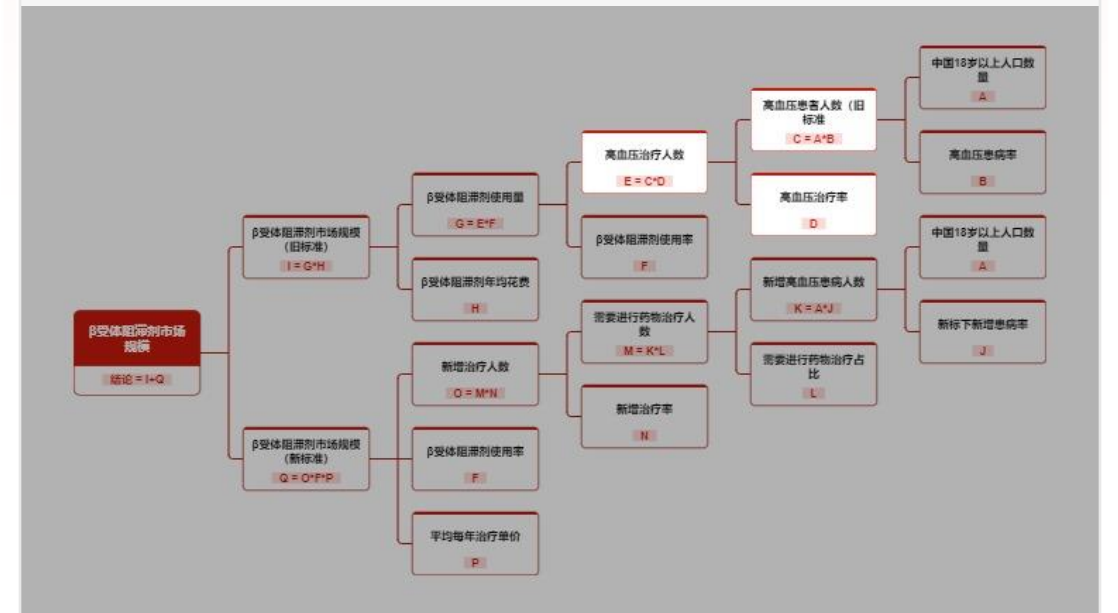 中国18岁以上人口数
量
A
高血压患者人数（旧
标准
C = A*B
高血压治疗人数
E = C*D
高血压患病率
B
β受体阻滞剂使用量
G = E*F
高血压治疗率
D
β受体阻滞剂市场规模
（旧标准）
I = G*H
β受体阻滞剂使用率
F
中国18岁以上人口数
量
A
β受体阻滞剂年均花费
H
新增高血压患病人数
K = A*J
β受体阻滞剂市场
规模
结论 = I+Q
需要进行药物治疗人
数
M = K*L
新标下新增患病率
J
新增治疗人数
O = M*N
需要进行药物治疗占
比
L
新增治疗率
N
β受体阻滞剂市场规模
（新标准）
Q = O*F*P
β受体阻滞剂使用率
F
平均每年治疗单价
P